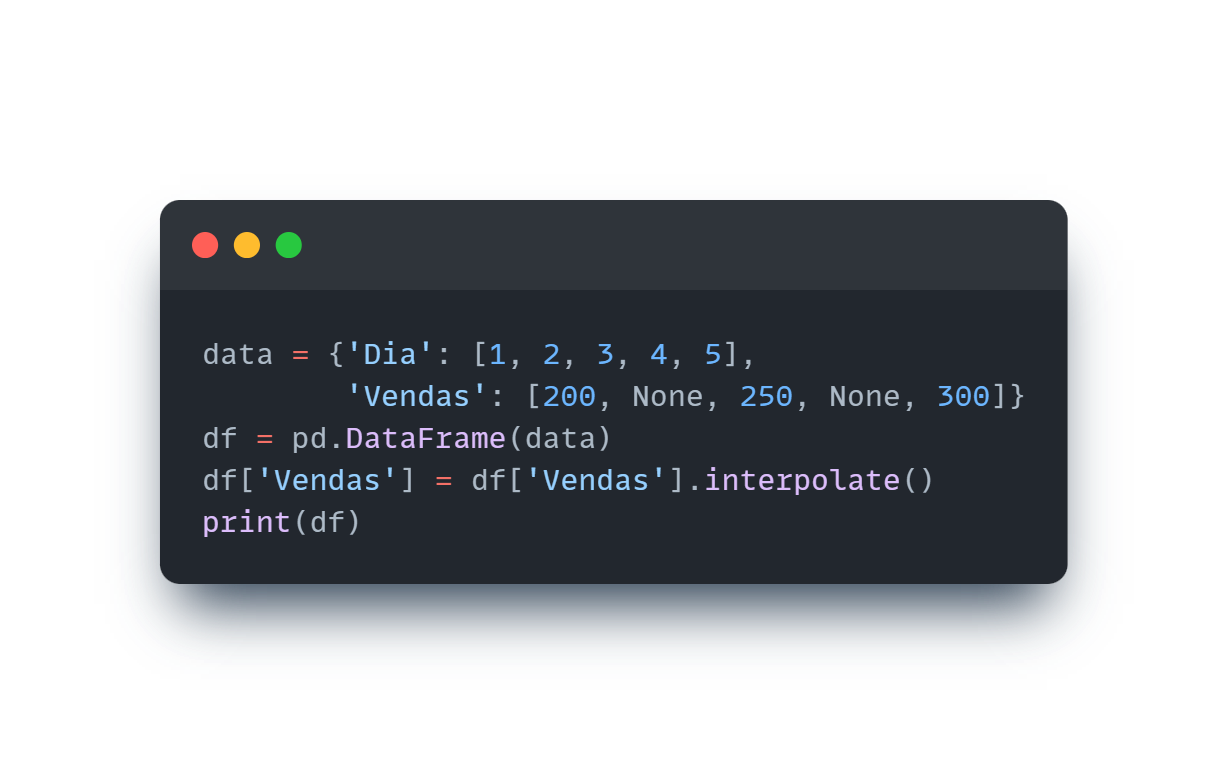 data = {'Dia': [1, 2, 3, 4, 5],
        'Vendas': [200, None, 250, None, 300]}
df = pd.DataFrame(data)
df['Vendas'] = df['Vendas'].interpolate()
print(df)